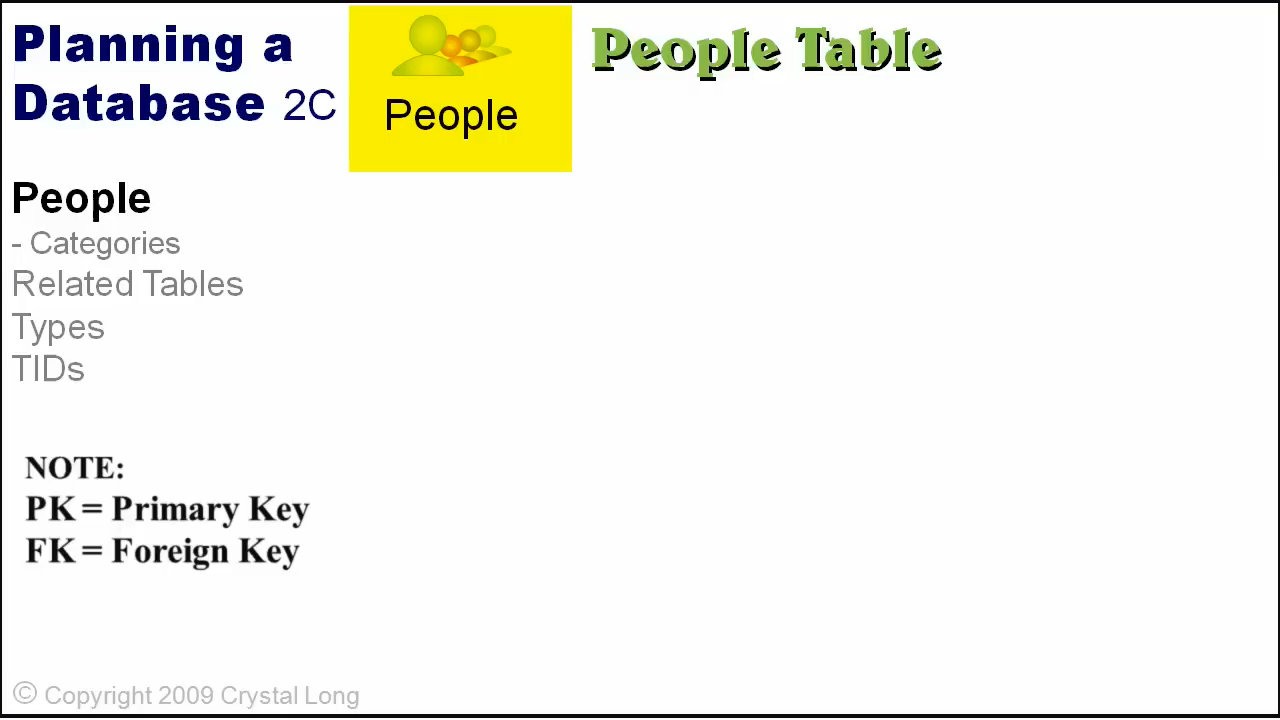 Planning a
Database 2C
People
People Table
People
- Categories
Related Tables
Types
TIDs
NOTE:
PK = Primary Key
FK = Foreign Key
© Copyright 2009 Crystal Long